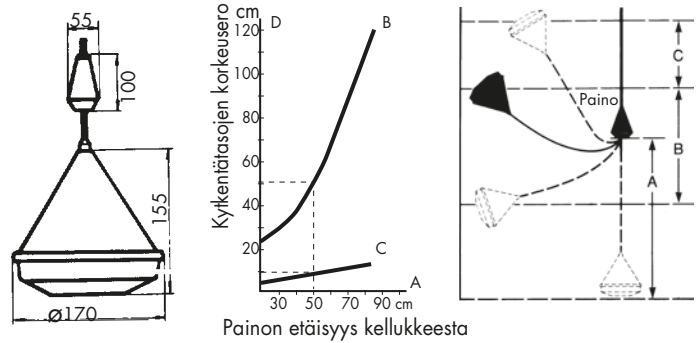 55
100
155
ø170
Kytkentätasojen korkeusero
cm
D
B
120
100
80
60
40
20
C
A
30
50
70
90
cm
Painon etäisyys kellukkeesta
Paino
C
B
A